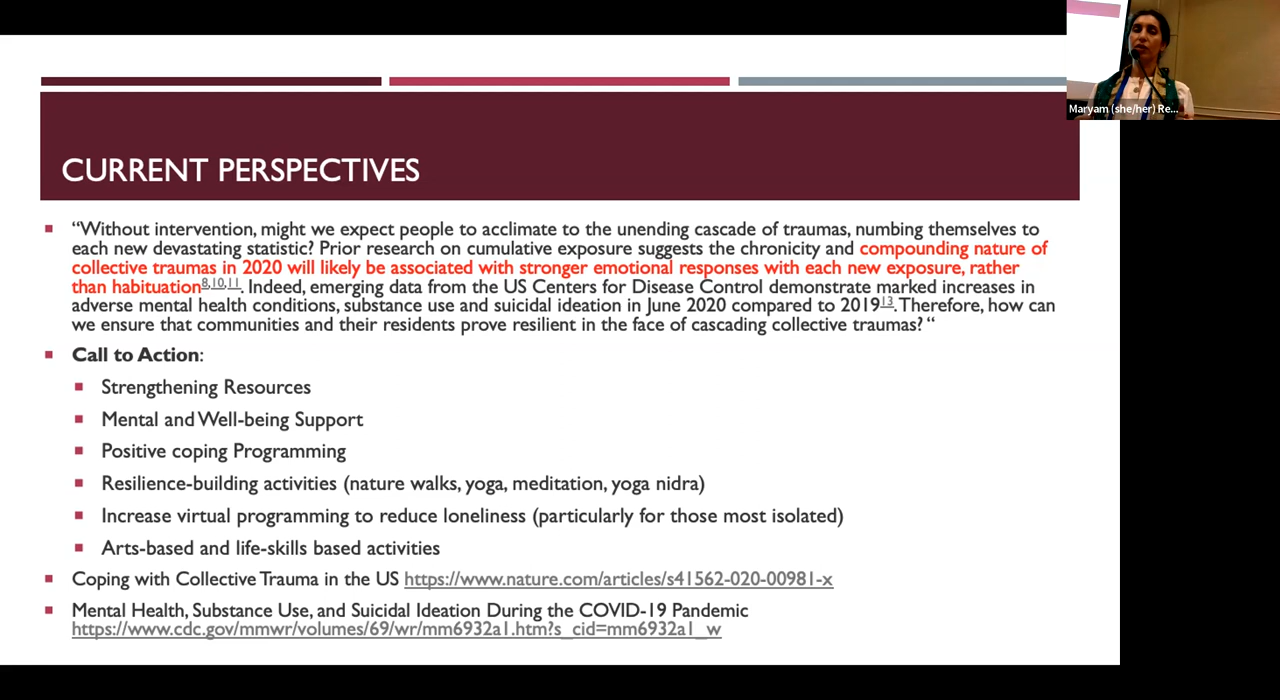 Maryam (she/her) Re...
CURRENT PERSPECTIVES
“Without intervention, might we expect people to acclimate to the unending cascade of traumas, numbing themselves to
each new devastating statistic? Prior research on cumulative exposure suggests the chronicity and compounding nature of
collective traumas in 2020 will likely be associated with stronger emotional responses with each new exposure, rather
than habituation8,10,11. Indeed, emerging data from the US Centers for Disease Control demonstrate marked increases in
adverse mental health conditions, substance use and suicidal ideation in June 2020 compared to 201913. Therefore, how can
we ensure that communities and their residents prove resilient in the face of cascading collective traumas? “
Call to Action:
Strengthening Resources
Mental and Well-being Support
Positive coping Programming
Resilience-building activities (nature walks, yoga, meditation, yoga nidra)
Increase virtual programming to reduce loneliness (particularly for those most isolated)
Arts-based and life-skills based activities
Coping with Collective Trauma in the US https://www.nature.com/articles/s41562-020-00981-x
Mental Health, Substance Use, and Suicidal Ideation During the COVID-19 Pandemic
https://www.cdc.gov/mmwr/volumes/69/wr/mm6932a1.htm?s_cid=mm6932a1_w